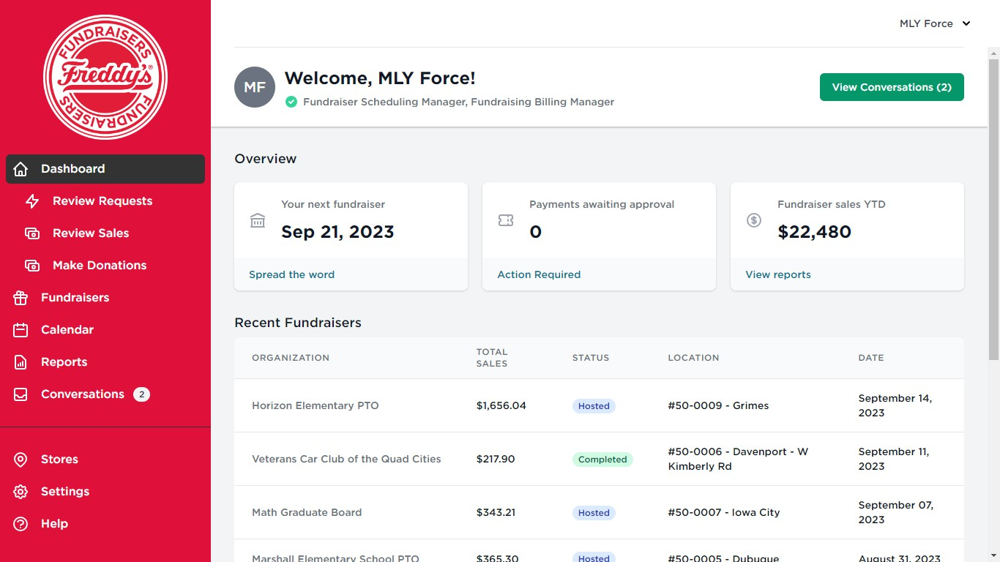 FUNDRAISERS
Freddy's®
FUNDRAISERS
Dashboard
Review Requests
Review Sales
Make Donations
Fundraisers
Calendar
Reports
Conversations 2
Stores
Settings
Help
MLY Force
MF
Welcome, MLY Force!
Fundraiser Scheduling Manager, Fundraising Billing Manager
View Conversations (2)
Overview
Your next fundraiser
Sep 21, 2023
Spread the word
Payments awaiting approval
0
Action Required
Fundraiser sales YTD
$22,480
View reports
Recent Fundraisers
ORGANIZATION TOTAL SALES STATUS LOCATION DATE
Horizon Elementary PTO $1,656.04 Hosted #50-0009 - Grimes September 14, 2023
Veterans Car Club of the Quad Cities $217.90 Completed #50-0006 - Davenport - W Kimberly Rd September 11, 2023
Math Graduate Board $343.21 Hosted #50-0007 - Iowa City September 07, 2023
Marshall Elementary School PTO $365.30 Hosted #50-0005 - Dubuque August 31, 2023